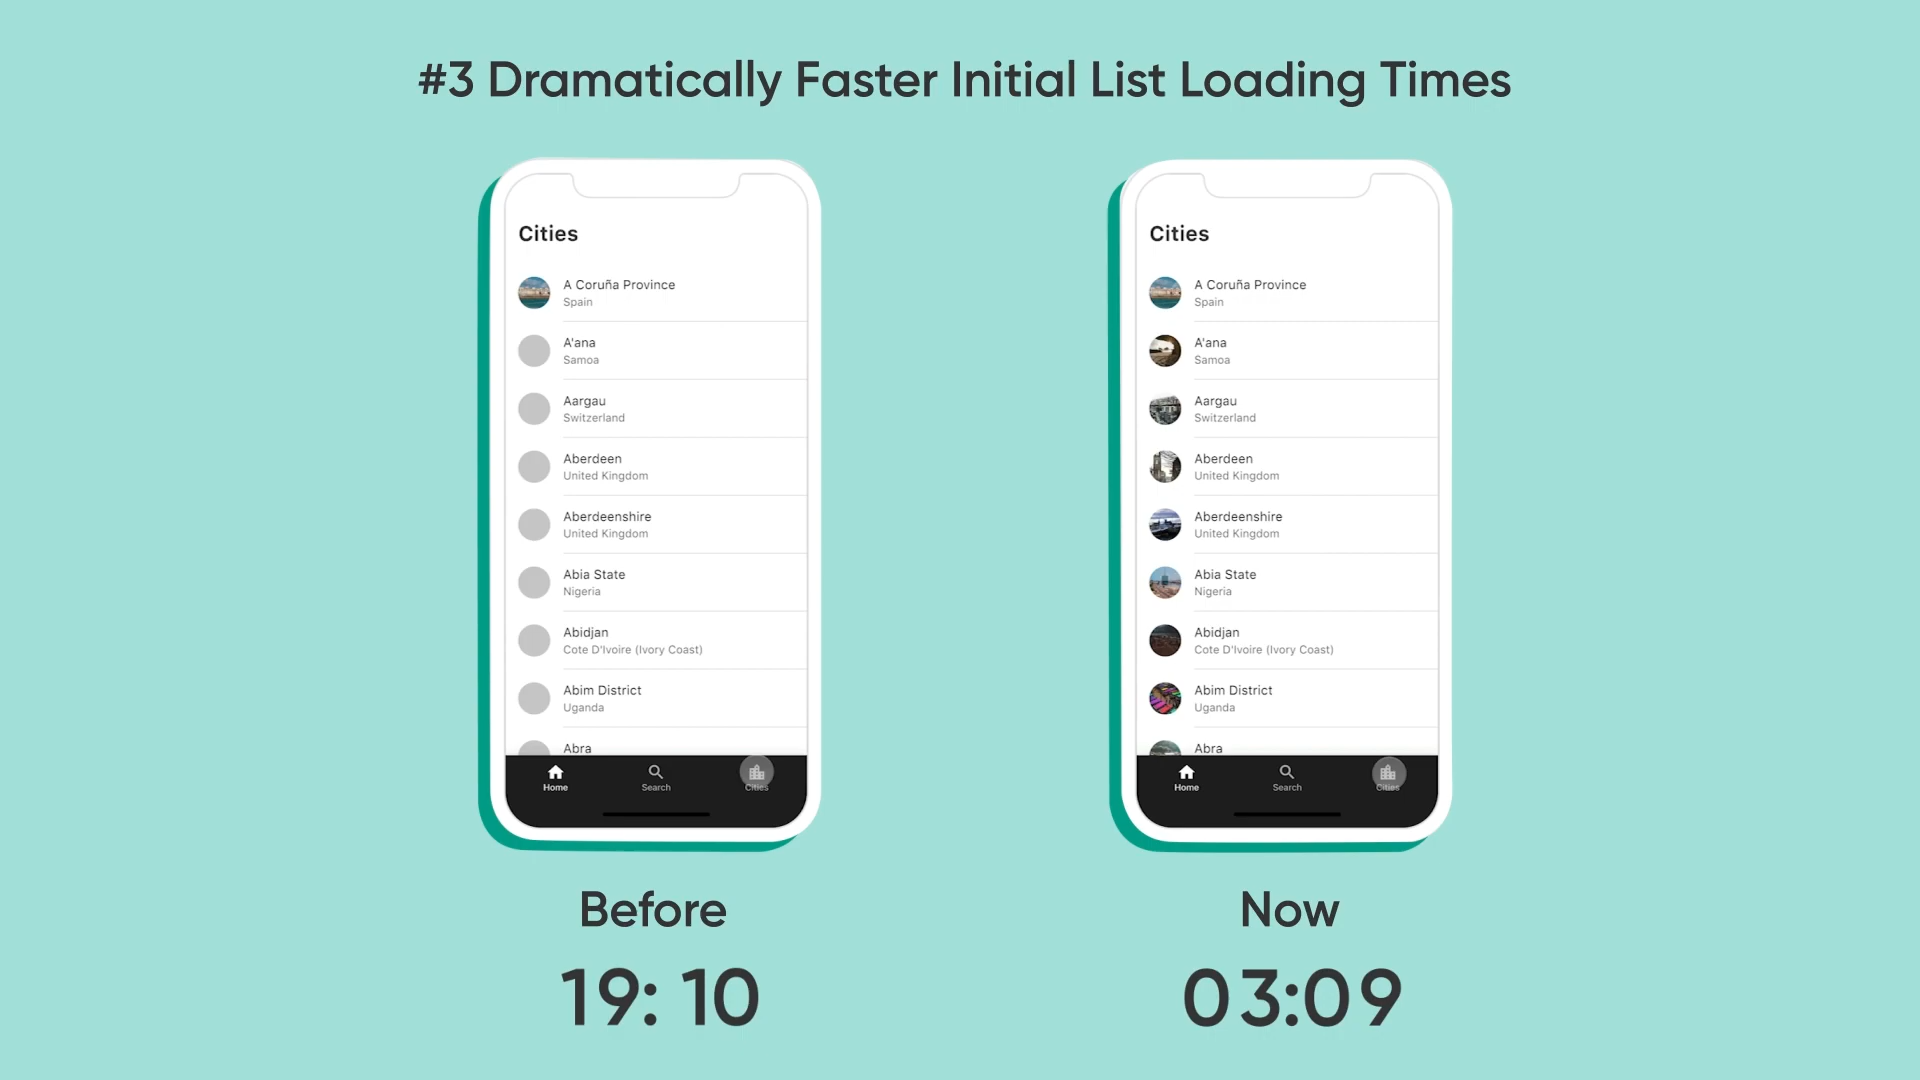 #3 Dramatically Faster Initial List Loading Times
Cities
A Coruña Province
Spain
A'ana
Samoa
Aargau
Switzerland
Aberdeen
United Kingdom
Aberdeenshire
United Kingdom
Abia State
Nigeria
Abidjan
Cote D'Ivoire (Ivory Coast)
Abim District
Uganda
Abra
Home Search Cities
Before
19: 10
Cities
A Coruña Province
Spain
A'ana
Samoa
Aargau
Switzerland
Aberdeen
United Kingdom
Aberdeenshire
United Kingdom
Abia State
Nigeria
Abidjan
Cote D'Ivoire (Ivory Coast)
Abim District
Uganda
Abra
Home Search Cities
Now
03:09